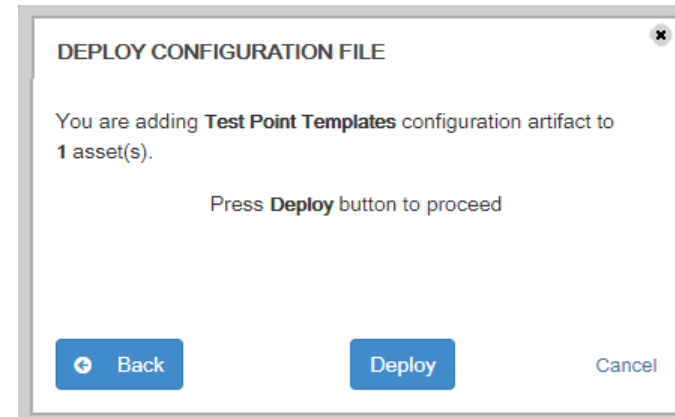 DEPLOY CONFIGURATION FILE
You are adding Test Point Templates configuration artifact to
1 asset(s).
Press Deploy button to proceed
Back
Deploy
Cancel